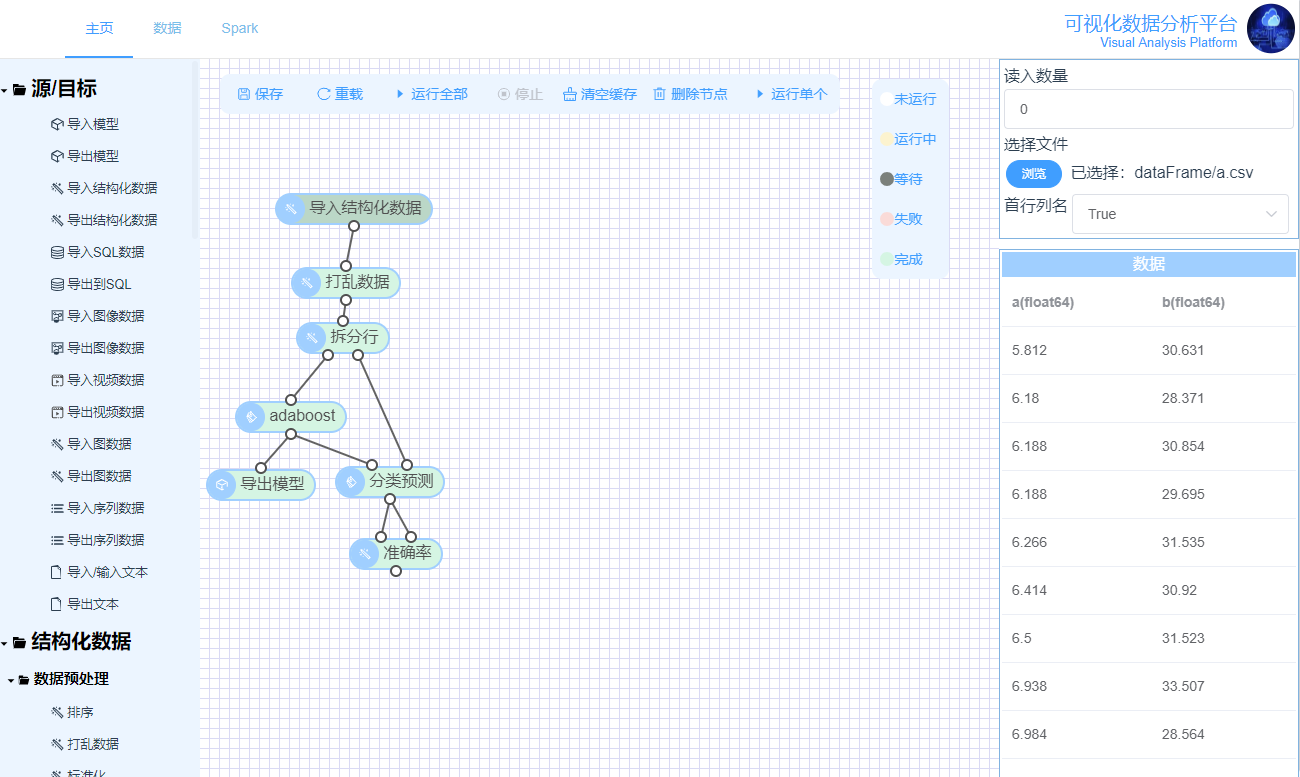 主页 数据 Spark
可视化数据分析平台
Visual Analysis Platform
源/目标
导入模型
导出模型
导入结构化数据
导出结构化数据
导入SQL数据
导出到SQL
导入图像数据
导出图像数据
导入视频数据
导出视频数据
导入图数据
导出图数据
导入序列数据
导出序列数据
导入/输入文本
导出文本
结构化数据
数据预处理
排序
打乱数据
标准化
保存 重载 运行全部 停止 清空缓存 删除节点 运行单个
未运行
运行中
等待
失败
完成
导入结构化数据
打乱数据
拆分行
adaboost
导出模型
分类预测
准确率
读入数量
0
选择文件
浏览 已选择：dataFrame/a.csv
首行列名 True
数据
a(float64) b(float64)
5.812 30.631
6.18 28.371
6.188 30.854
6.188 29.695
6.266 31.535
6.414 30.92
6.5 31.523
6.938 33.507
6.984 28.564